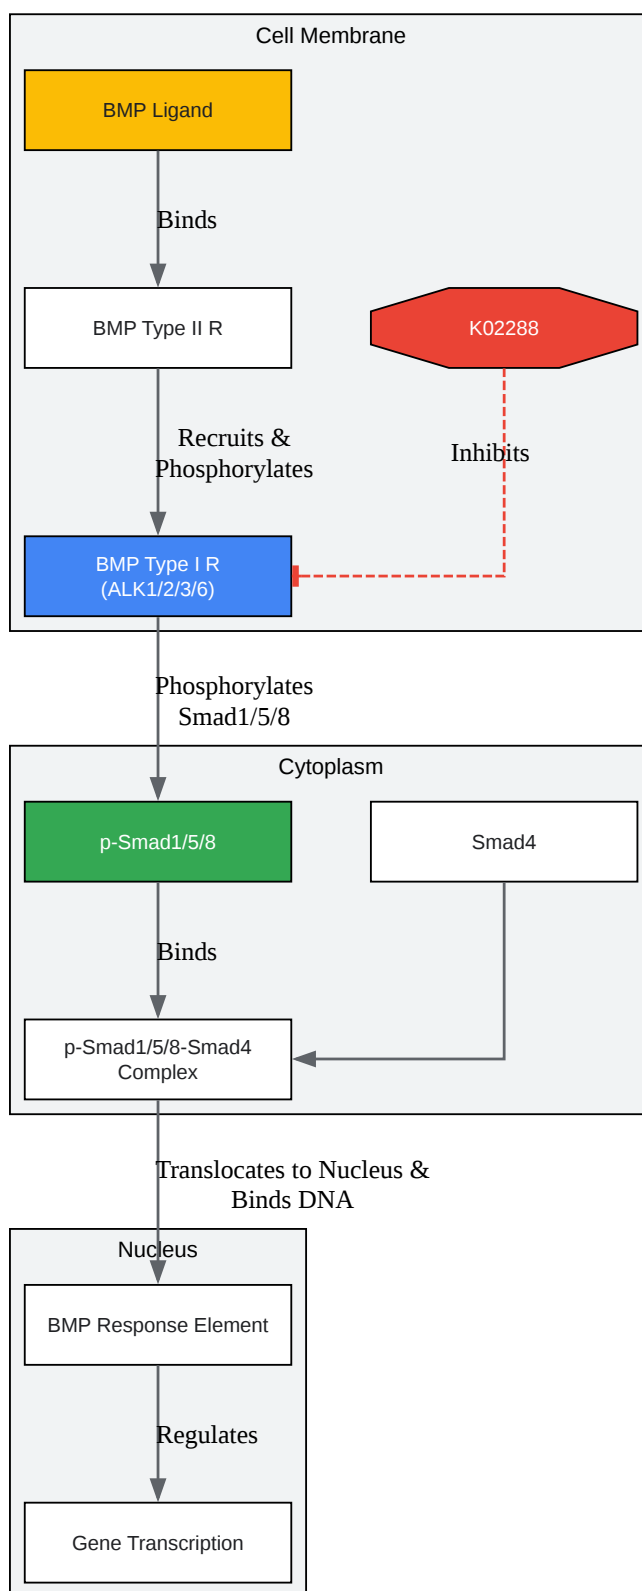 Cell Membrane
BMP Ligand
Binds
BMP Type II R
K02288
Recruits &
Phosphorylates
Inhibits
BMP Type I R
(ALK1/2/3/6)
Phosphorylates
Smad1/5/8
Cytoplasm
p-Smad1/5/8
Smad4
Binds
p-Smad1/5/8-Smad4
Complex
Translocates to Nucleus &
Binds DNA
Nucleus
BMP Response Element
Regulates
Gene Transcription